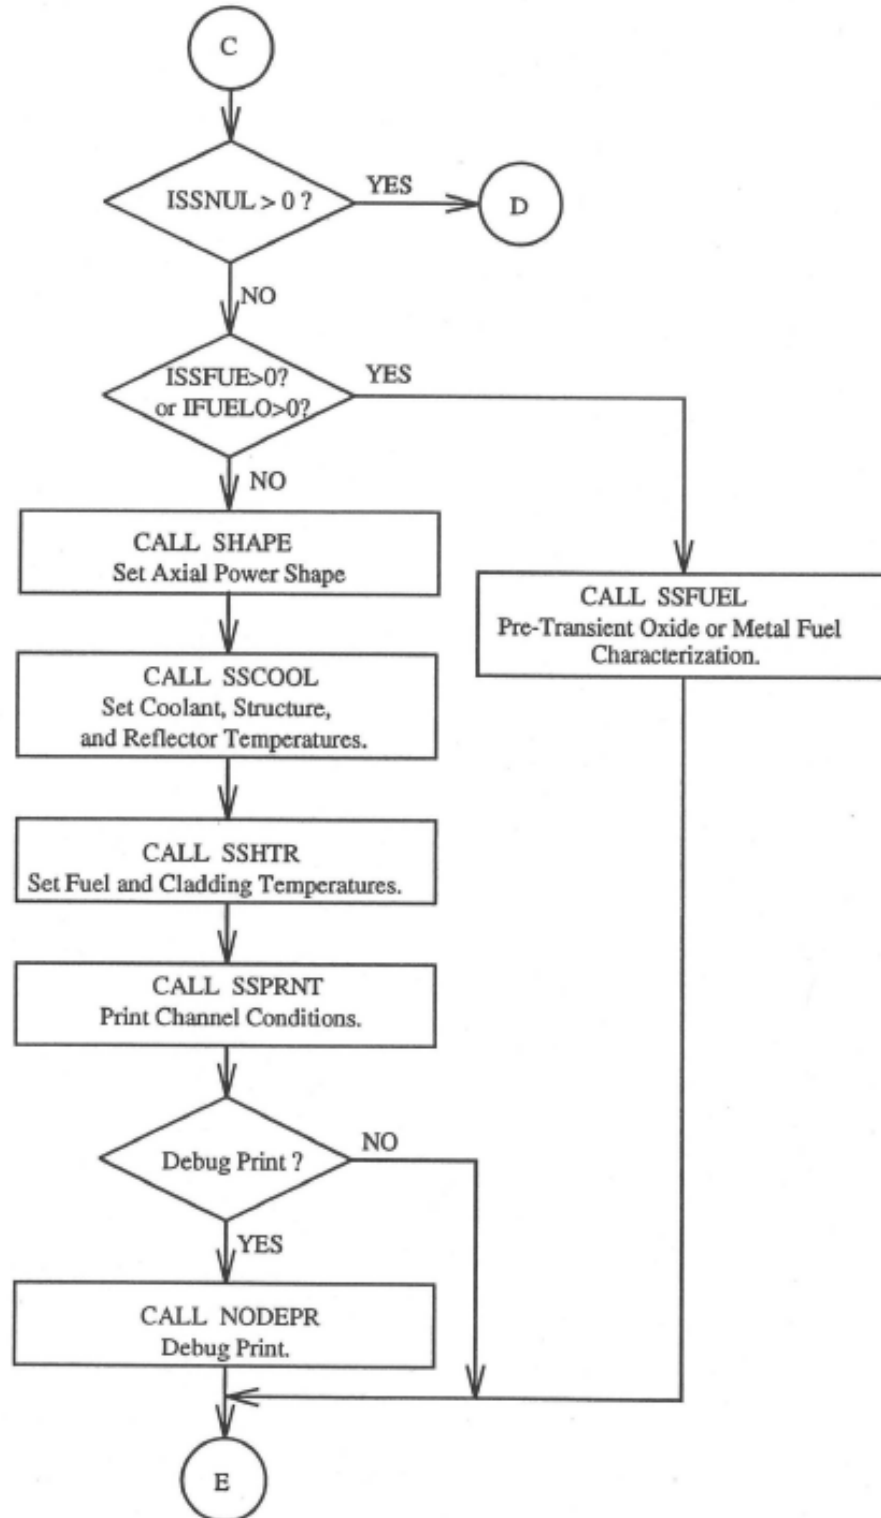 C
ISSNUL > 0 ?
YES
D
NO
ISSFUE>0?
or IFUELO>0?
YES
NO
CALL SHAPE
Set Axial Power Shape
CALL SSFUEL
Pre-Transient Oxide or Metal Fuel
Characterization.
CALL SSCOOL
Set Coolant, Structure,
and Reflector Temperatures.
CALL SSHTR
Set Fuel and Cladding Temperatures.
CALL SSPRNT
Print Channel Conditions.
Debug Print ?
NO
YES
CALL NODEPR
Debug Print.
E